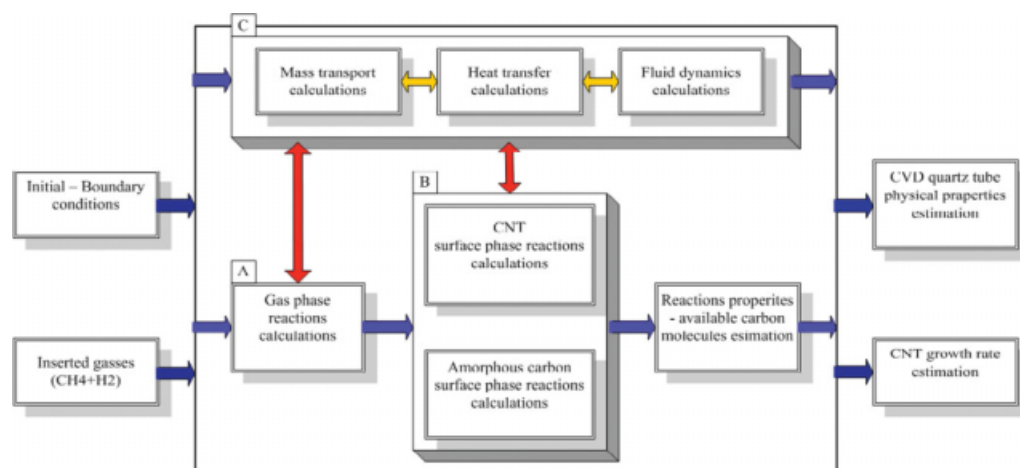 C
Mass transport
calculations
Heat transfer
calculations
Fluid dynamics
calculations
Initial – Boundary
conditions
B
CNT
surface phase reactions
calculations
CVD quartz tube
physical praperties
estimation
A
Gas phase
reactions
calculations
Reactions properites
- available carbon
molecules esimation
Inserted gasses
(CH4+H2)
Amorphous carbon
surface phase reactions
calculations
CNT growth rate
estimation